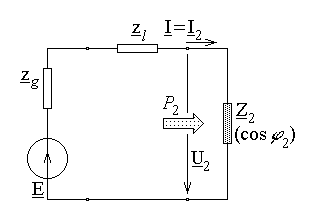 z_l I=I_2
z_g
P_2 Z_2
(cos φ_2)
U_2
E